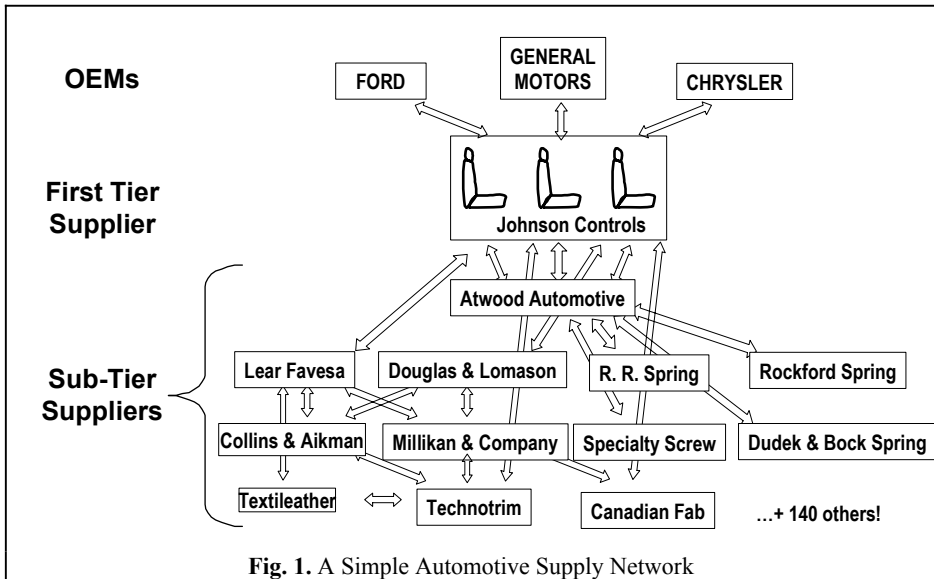 OEMs
FORD
GENERAL
MOTORS
CHRYSLER
First Tier
Supplier
Johnson Controls
Sub-Tier
Suppliers
Atwood Automotive
Lear Favesa
Douglas & Lomason
R. R. Spring
Rockford Spring
Collins & Aikman
Millikan & Company
Specialty Screw
Dudek & Bock Spring
Textileather
Technotrim
Canadian Fab
…+ 140 others!
Fig. 1. A Simple Automotive Supply Network